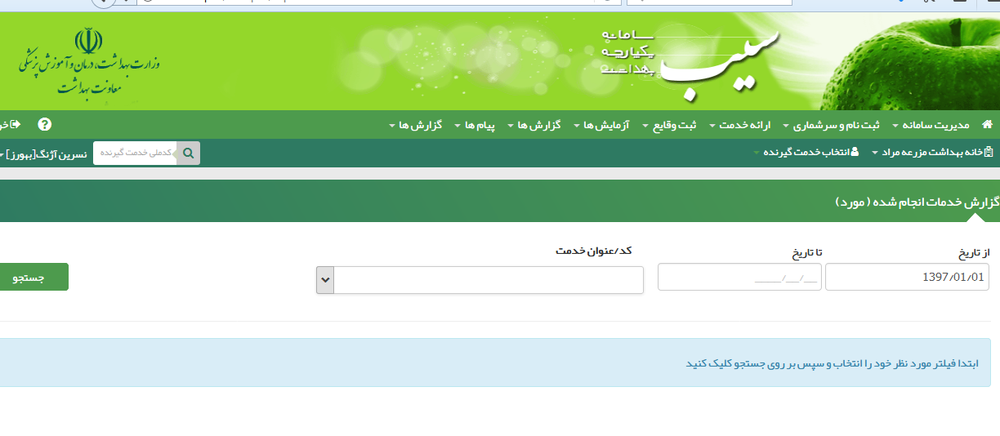 سامانه
یکپارچه
بهداشت
سیب
وزارت بهداشت، درمان و آموزش پزشکی
معاونت بهداشت
مدیریت سامانه
ثبت نام و سرشماری
ارائه خدمت
ثبت وقایع
آزمایش ها
گزارش ها
پیام ها
گزارش ها
?
خر
خانه بهداشت مزرعه مراد
انتخاب خدمت گیرنده
کدملی خدمت گیرنده
نسرین آژنگ[بهورز]
گزارش خدمات انجام شده ( مورد)
از تاریخ
تا تاریخ
کد/عنوان خدمت
1397/01/01
__/__/____
جستجو
ابتدا فیلتر مورد نظر خود را انتخاب و سپس بر روی جستجو کلیک کنید